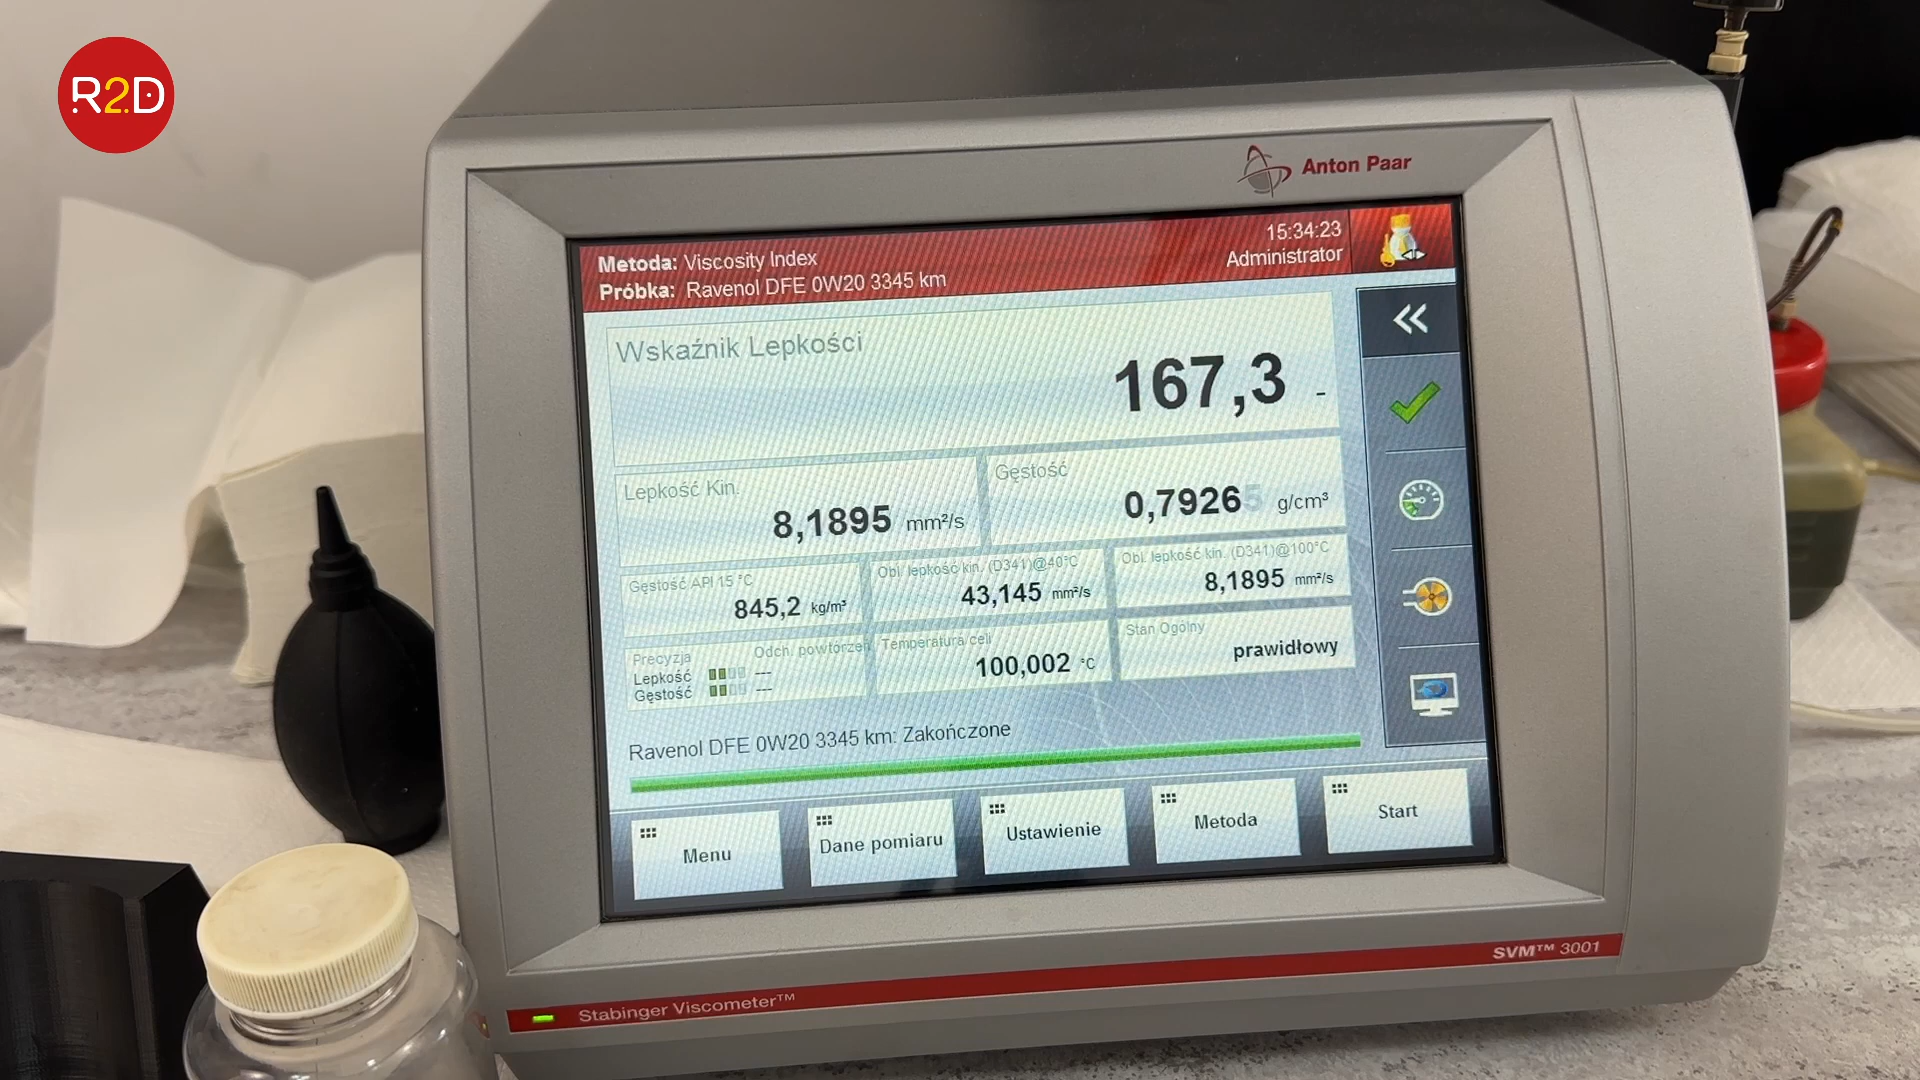 R2D
Anton Paar
Metoda: Viscosity Index
15:34:23
Próbka: Ravenol DFE 0W20 3345 km
Administrator
Wskaźnik Lepkości
167,3 -
Lepkość Kin.
8,1895 mm²/s
Gęstość
0,79265 g/cm³
Gęstość API 15 °C
845,2 kg/m³
Obl. lepkość kin. (D341)@40°C
43,145 mm²/s
Obl. lepkość kin. (D341)@100°C
8,1895 mm²/s
Precyzja
Odch. powtórzeń
Lepkość ---
Gęstość ---
Temperatura celi
100,002 °C
Stan Ogólny
prawidłowy
Ravenol DFE 0W20 3345 km: Zakończone
Menu
Dane pomiaru
Ustawienie
Metoda
Start
SVM™ 3001
Stabinger Viscometer™